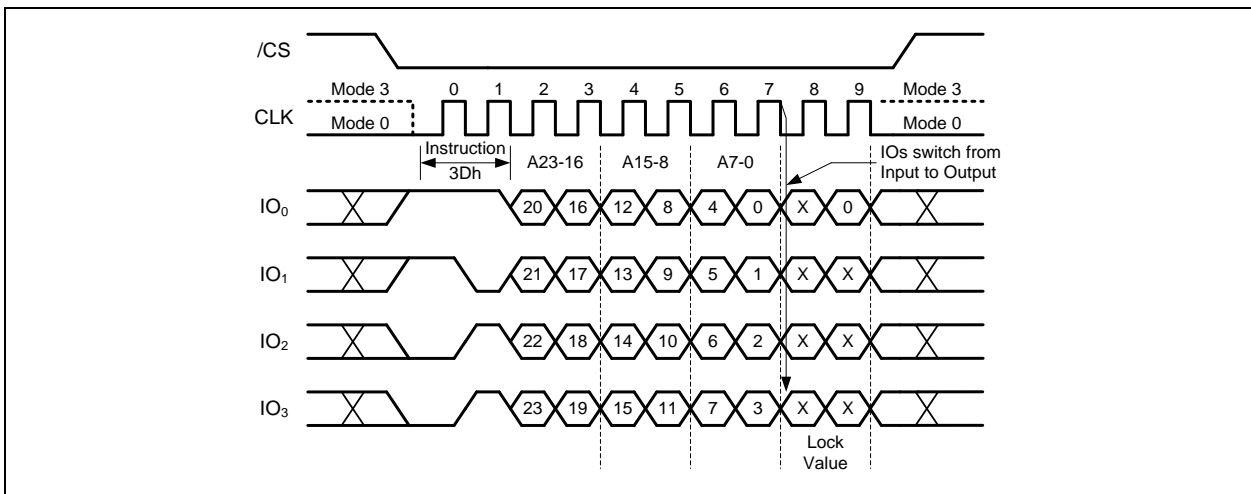 /CS
Mode 3 0 1 2 3 4 5 6 7 8 9 Mode 3
CLK
Mode 0 Mode 0
Instruction A23-16 A15-8 A7-0 IOs switch from
3Dh Input to Output
IO₀ 20 16 12 8 4 0 X 0
IO₁ 21 17 13 9 5 1 X X
IO₂ 22 18 14 10 6 2 X X
IO₃ 23 19 15 11 7 3 X X
Lock
Value